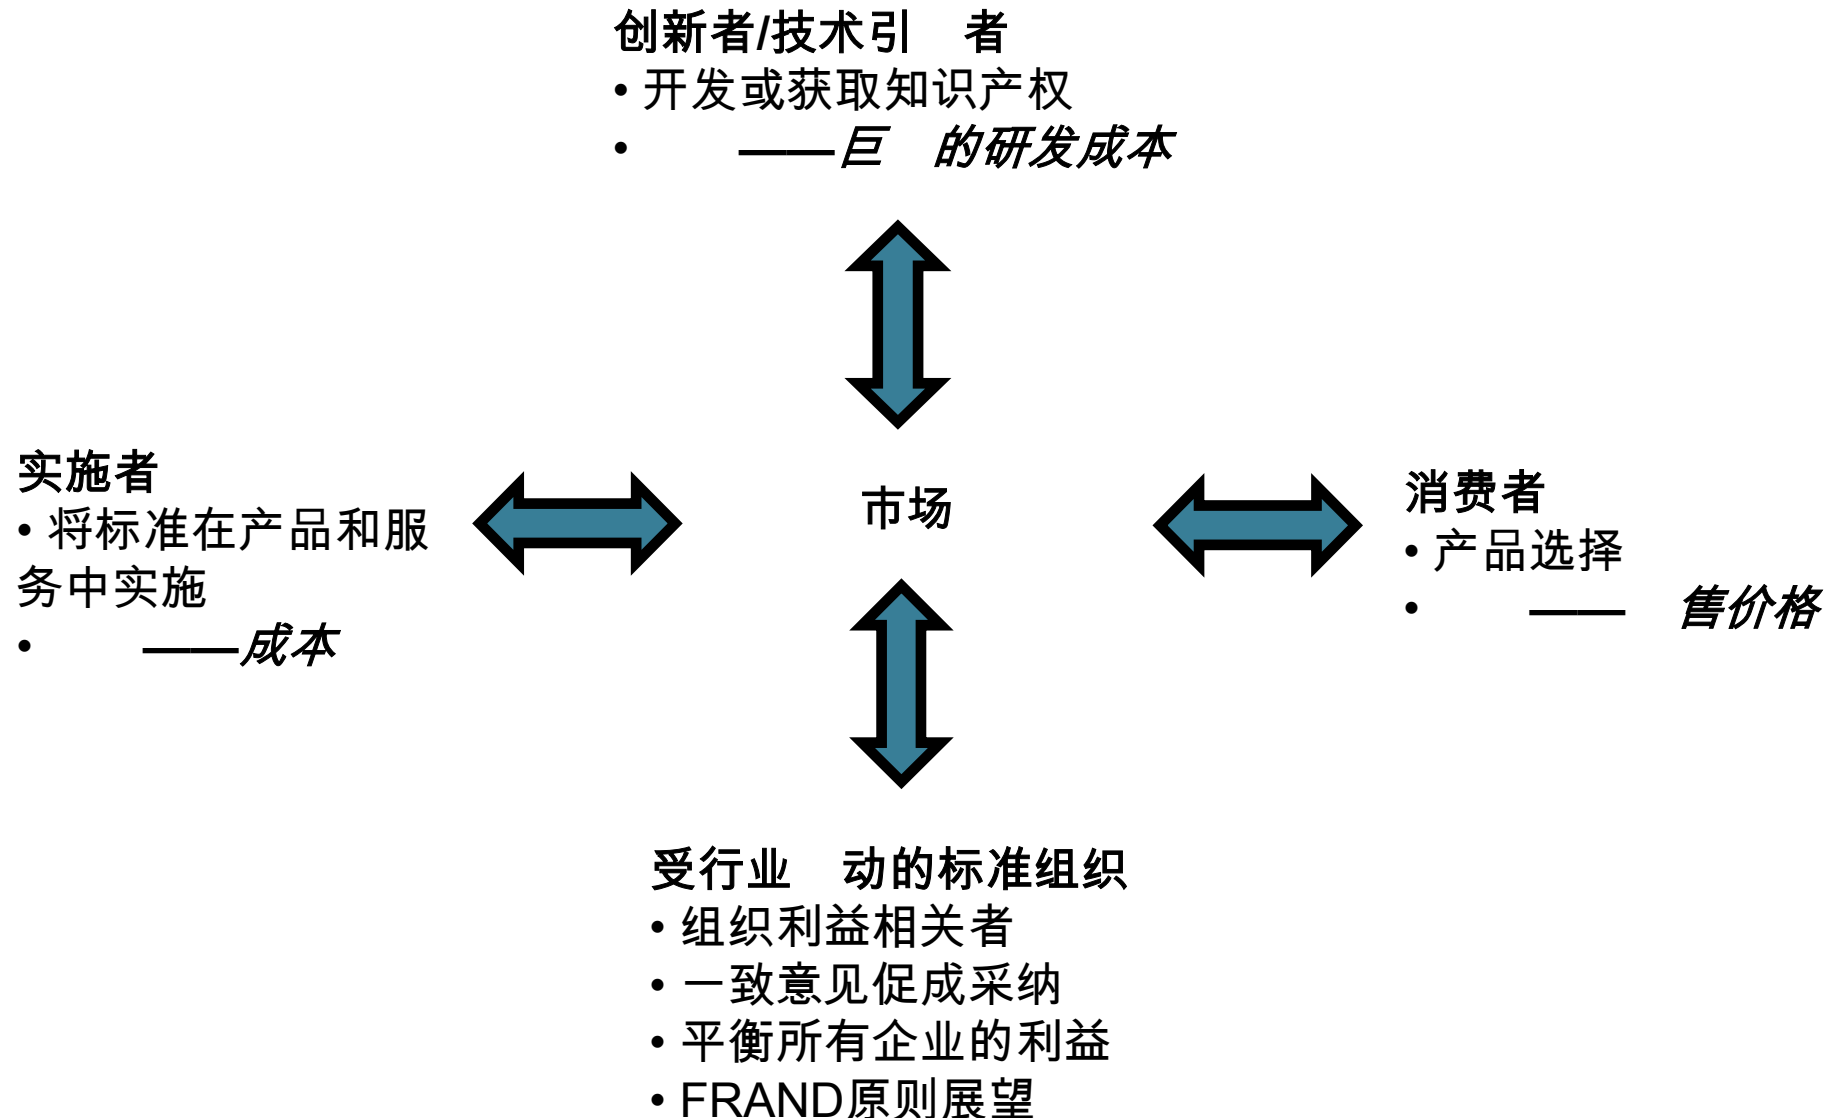 创新者/技术引 者
• 开发或获取知识产权
• ——巨 的研发成本
实施者
• 将标准在产品和服
务中实施
• ——成本
市场
消费者
• 产品选择
• —— 售价格
受行业 动的标准组织
• 组织利益相关者
• 一致意见促成采纳
• 平衡所有企业的利益
• FRAND原则展望